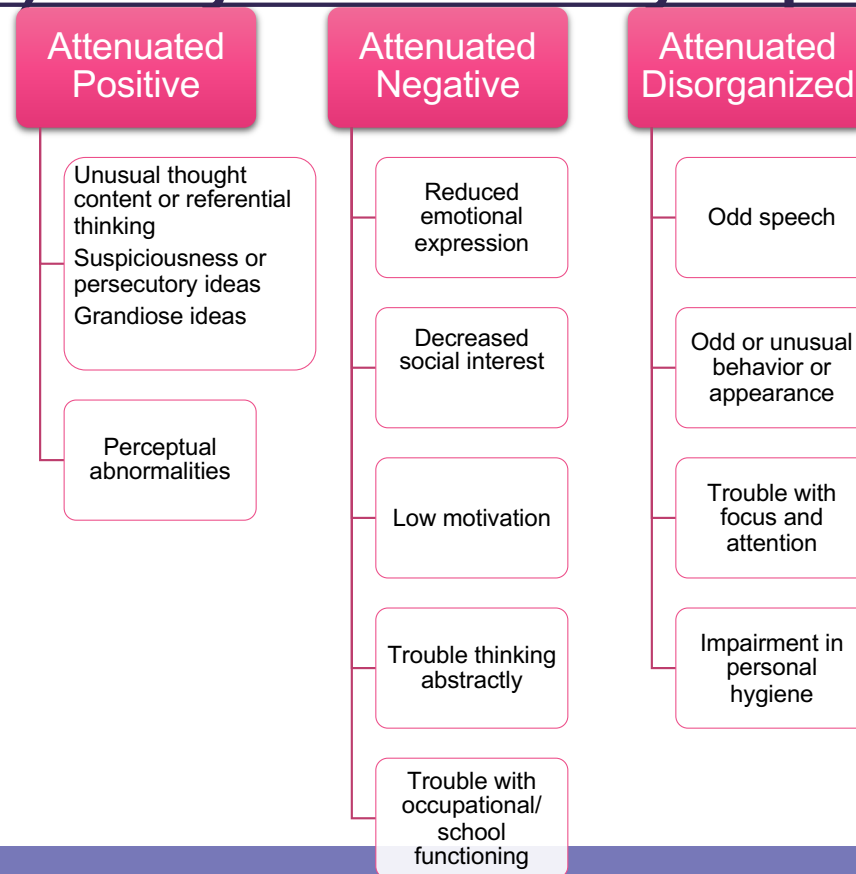 Attenuated
Positive
Unusual thought
content or referential
thinking
Suspiciousness or
persecutory ideas
Grandiose ideas
Perceptual
abnormalities
Attenuated
Negative
Reduced
emotional
expression
Decreased
social interest
Low motivation
Trouble thinking
abstractly
Trouble with
occupational/
school
functioning
Attenuated
Disorganized
Odd speech
Odd or unusual
behavior or
appearance
Trouble with
focus and
attention
Impairment in
personal
hygiene